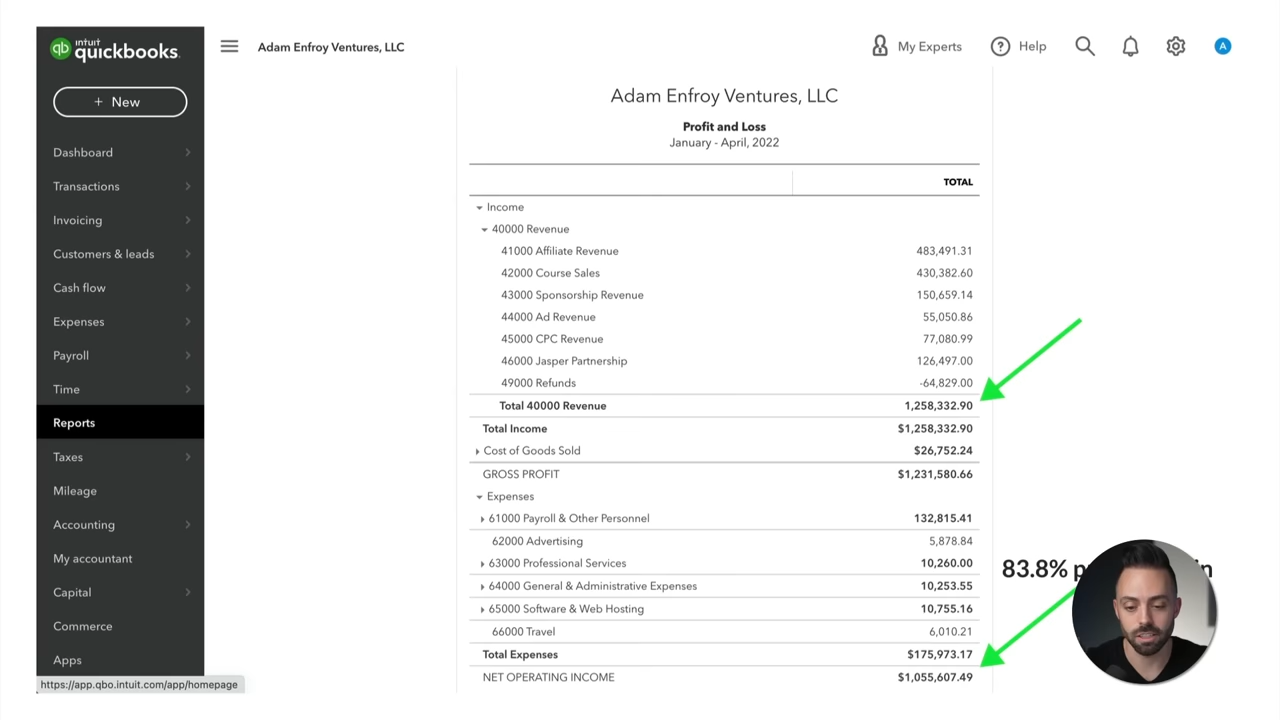 intuit
quickbooks.
Adam Enfroy Ventures, LLC
My Experts
Help
A
+ New
Dashboard
Transactions
Invoicing
Customers & leads
Cash flow
Expenses
Payroll
Time
Reports
Taxes
Mileage
Accounting
My accountant
Capital
Commerce
Apps
https://app.qbo.intuit.com/app/homepage
Adam Enfroy Ventures, LLC
Profit and Loss
January - April, 2022
TOTAL
Income
40000 Revenue
41000 Affiliate Revenue 483,491.31
42000 Course Sales 430,382.60
43000 Sponsorship Revenue 150,659.14
44000 Ad Revenue 55,050.86
45000 CPC Revenue 77,080.99
46000 Jasper Partnership 126,497.00
49000 Refunds -64,829.00
Total 40000 Revenue 1,258,332.90
Total Income $1,258,332.90
Cost of Goods Sold $26,752.24
GROSS PROFIT $1,231,580.66
Expenses
61000 Payroll & Other Personnel 132,815.41
62000 Advertising 5,878.84
63000 Professional Services 10,260.00
64000 General & Administrative Expenses 10,253.55
65000 Software & Web Hosting 10,755.16
66000 Travel 6,010.21
Total Expenses $175,973.17
NET OPERATING INCOME $1,055,607.49
83.8%